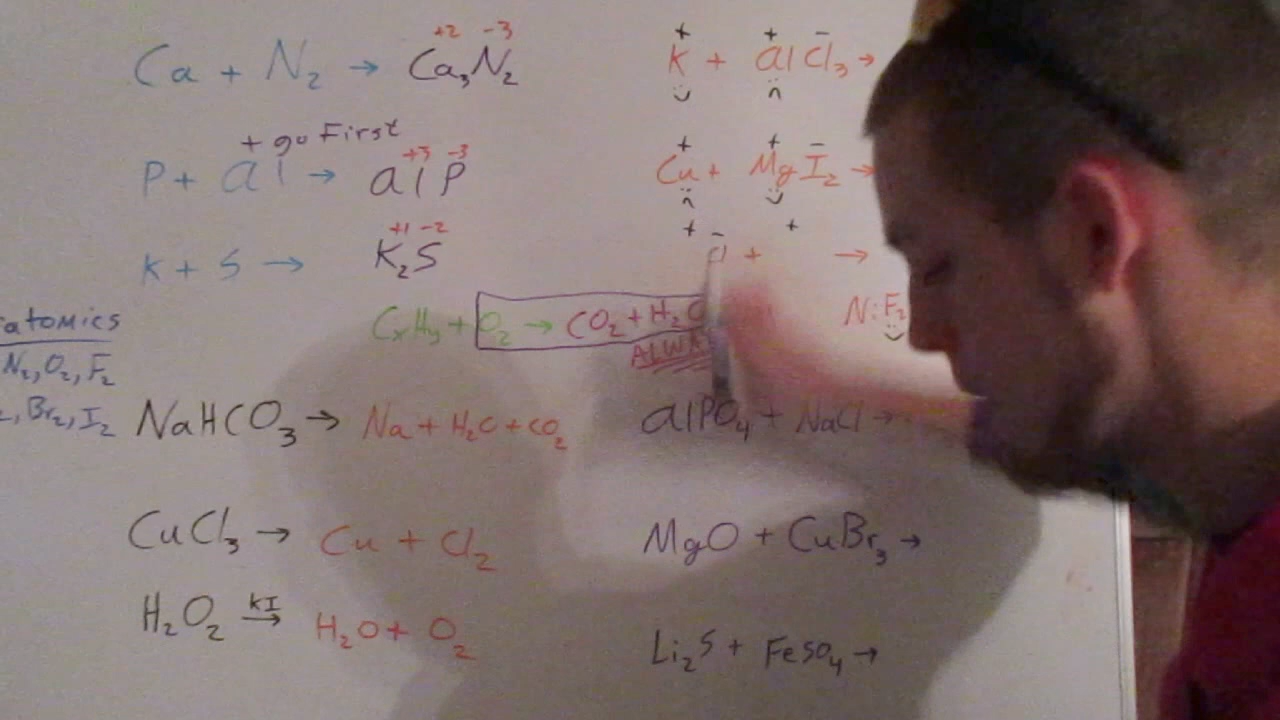 Ca + N₂ → Ca₃N₂
+2 -3
+ go First
P + Al → AlP
+3 -3
K + S → K₂S
+1 -2
CₓHᵧ + O₂ → CO₂ + H₂O
atomics
N₂, O₂, F₂
Br₂, I₂
NaHCO₃ → Na + H₂O + CO₂
CuCl₃ → Cu + Cl₂
H₂O₂ KI → H₂O + O₂
+ + -
K + AlCl₃ →
+ + -
Cu + MgI₂ →
+ - +
+ →
N:F₂
AlPO₄ + NaCl →
MgO + CuBr₃ →
Li₂S + FeSO₄ →